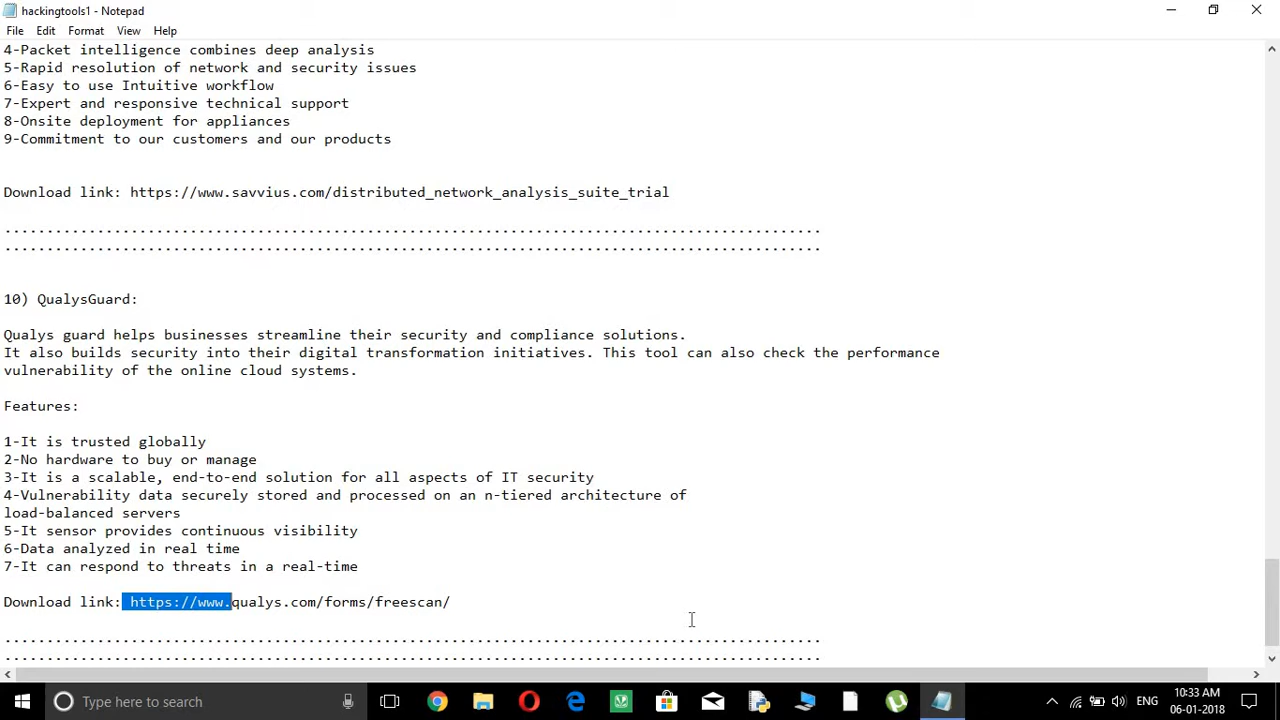 hackingtools1 - Notepad
File Edit Format View Help
4-Packet intelligence combines deep analysis
5-Rapid resolution of network and security issues
6-Easy to use Intuitive workflow
7-Expert and responsive technical support
8-Onsite deployment for appliances
9-Commitment to our customers and our products
Download link: https://www.savvius.com/distributed_network_analysis_suite_trial
.................................................................................................
.................................................................................................
10) QualysGuard:
Qualys guard helps businesses streamline their security and compliance solutions.
It also builds security into their digital transformation initiatives. This tool can also check the performance
vulnerability of the online cloud systems.
Features:
1-It is trusted globally
2-No hardware to buy or manage
3-It is a scalable, end-to-end solution for all aspects of IT security
4-Vulnerability data securely stored and processed on an n-tiered architecture of
load-balanced servers
5-It sensor provides continuous visibility
6-Data analyzed in real time
7-It can respond to threats in a real-time
Download link: https://www.qualys.com/forms/freescan/
.................................................................................................
.................................................................................................
Type here to search
ENG
10:33 AM
06-01-2018